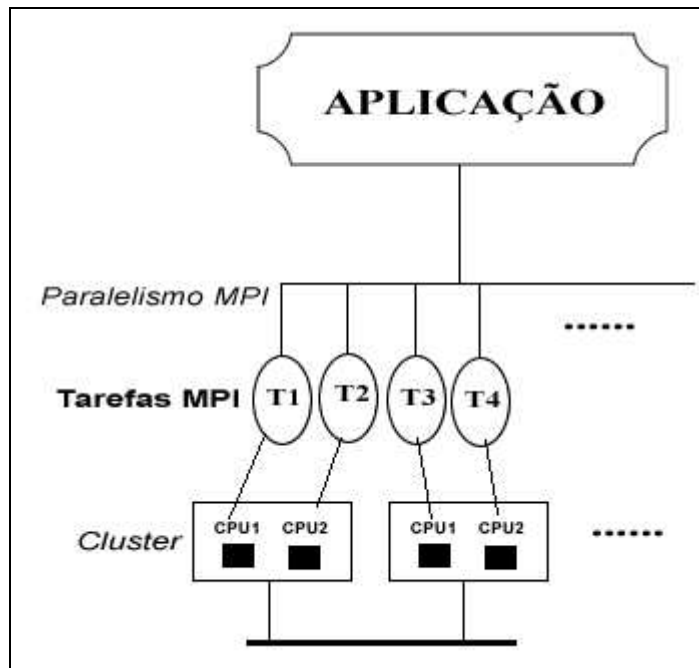 APLICAÇÃO
Paralelismo MPI
Tarefas MPI
T1 T2 T3 T4
CPU1 CPU2 CPU1 CPU2
Cluster